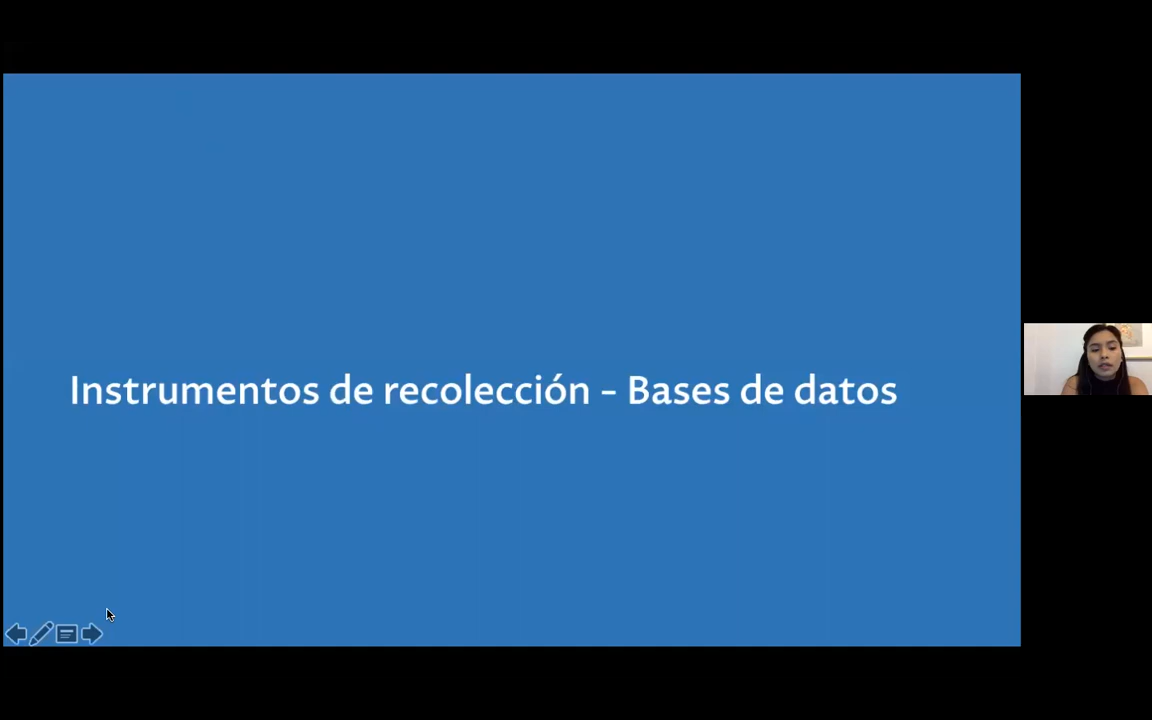 Instrumentos de recolección - Bases de datos